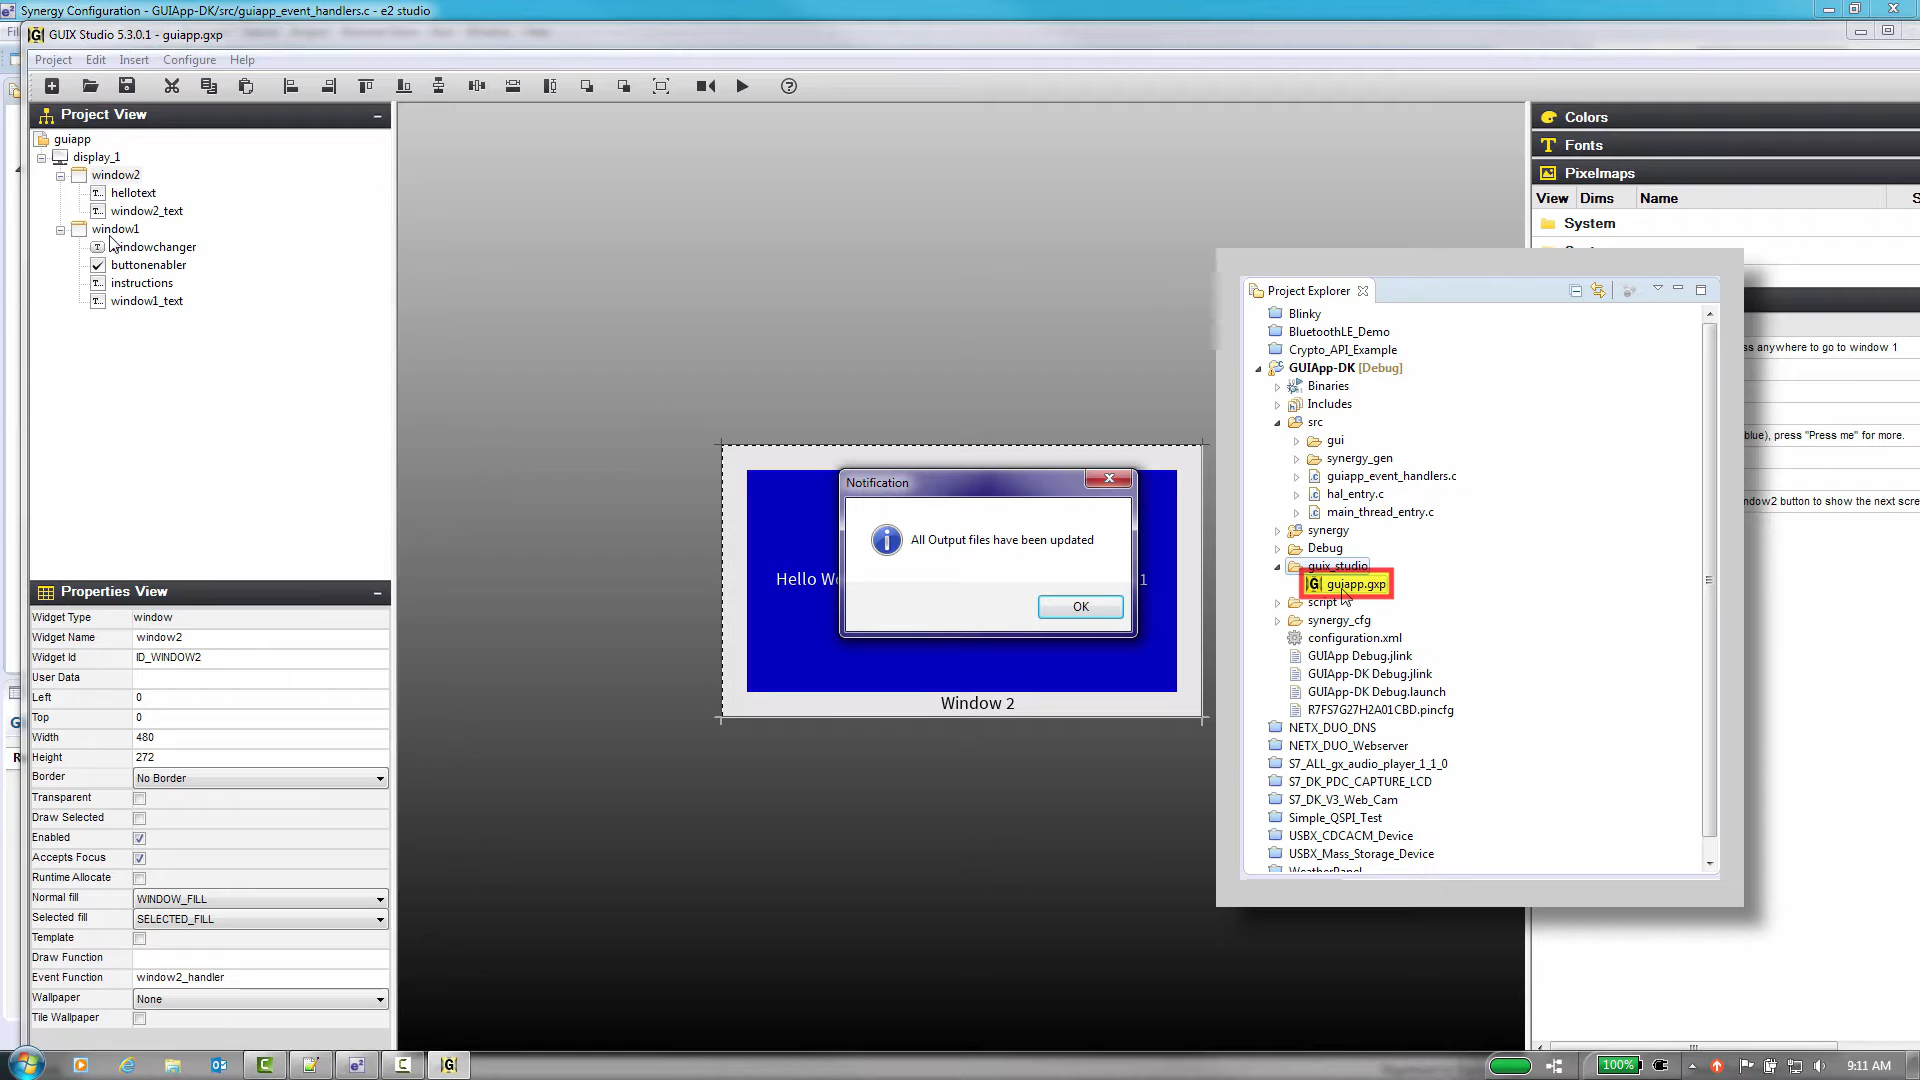 Synergy Configuration - GUIApp-DK/src/guiapp_event_handlers.c - e2 studio
GUIX Studio 5.3.0.1 - guiapp.gxp
Project Edit Insert Configure Help
Project View
guiapp
display_1
window2
hellotext
window2_text
window1
windowchanger
buttonenabler
instructions
window1_text
Properties View
Widget Type window
Widget Name window2
Widget Id ID_WINDOW2
User Data
Left 0
Top 0
Width 480
Height 272
Border No Border
Transparent
Draw Selected
Enabled
Accepts Focus
Runtime Allocate
Normal fill WINDOW_FILL
Selected fill SELECTED_FILL
Template
Draw Function
Event Function window2_handler
Wallpaper None
Tile Wallpaper
Notification
All Output files have been updated
OK
Hello Wo
1
Window 2
Colors
Fonts
Pixelmaps
View Dims Name S
System
ss anywhere to go to window 1
blue), press "Press me" for more.
ndow2 button to show the next scre
Project Explorer
Blinky
BluetoothLE_Demo
Crypto_API_Example
GUIApp-DK [Debug]
Binaries
Includes
src
gui
synergy_gen
guiapp_event_handlers.c
hal_entry.c
main_thread_entry.c
synergy
Debug
guix_studio
guiapp.gxp
script
synergy_cfg
configuration.xml
GUIApp Debug.jlink
GUIApp-DK Debug.jlink
GUIApp-DK Debug.launch
R7FS7G27H2A01CBD.pincfg
NETX_DUO_DNS
NETX_DUO_Webserver
S7_ALL_gx_audio_player_1_1_0
S7_DK_PDC_CAPTURE_LCD
S7_DK_V3_Web_Cam
Simple_QSPI_Test
USBX_CDCACM_Device
USBX_Mass_Storage_Device
WeatherPanel
100%
9:11 AM